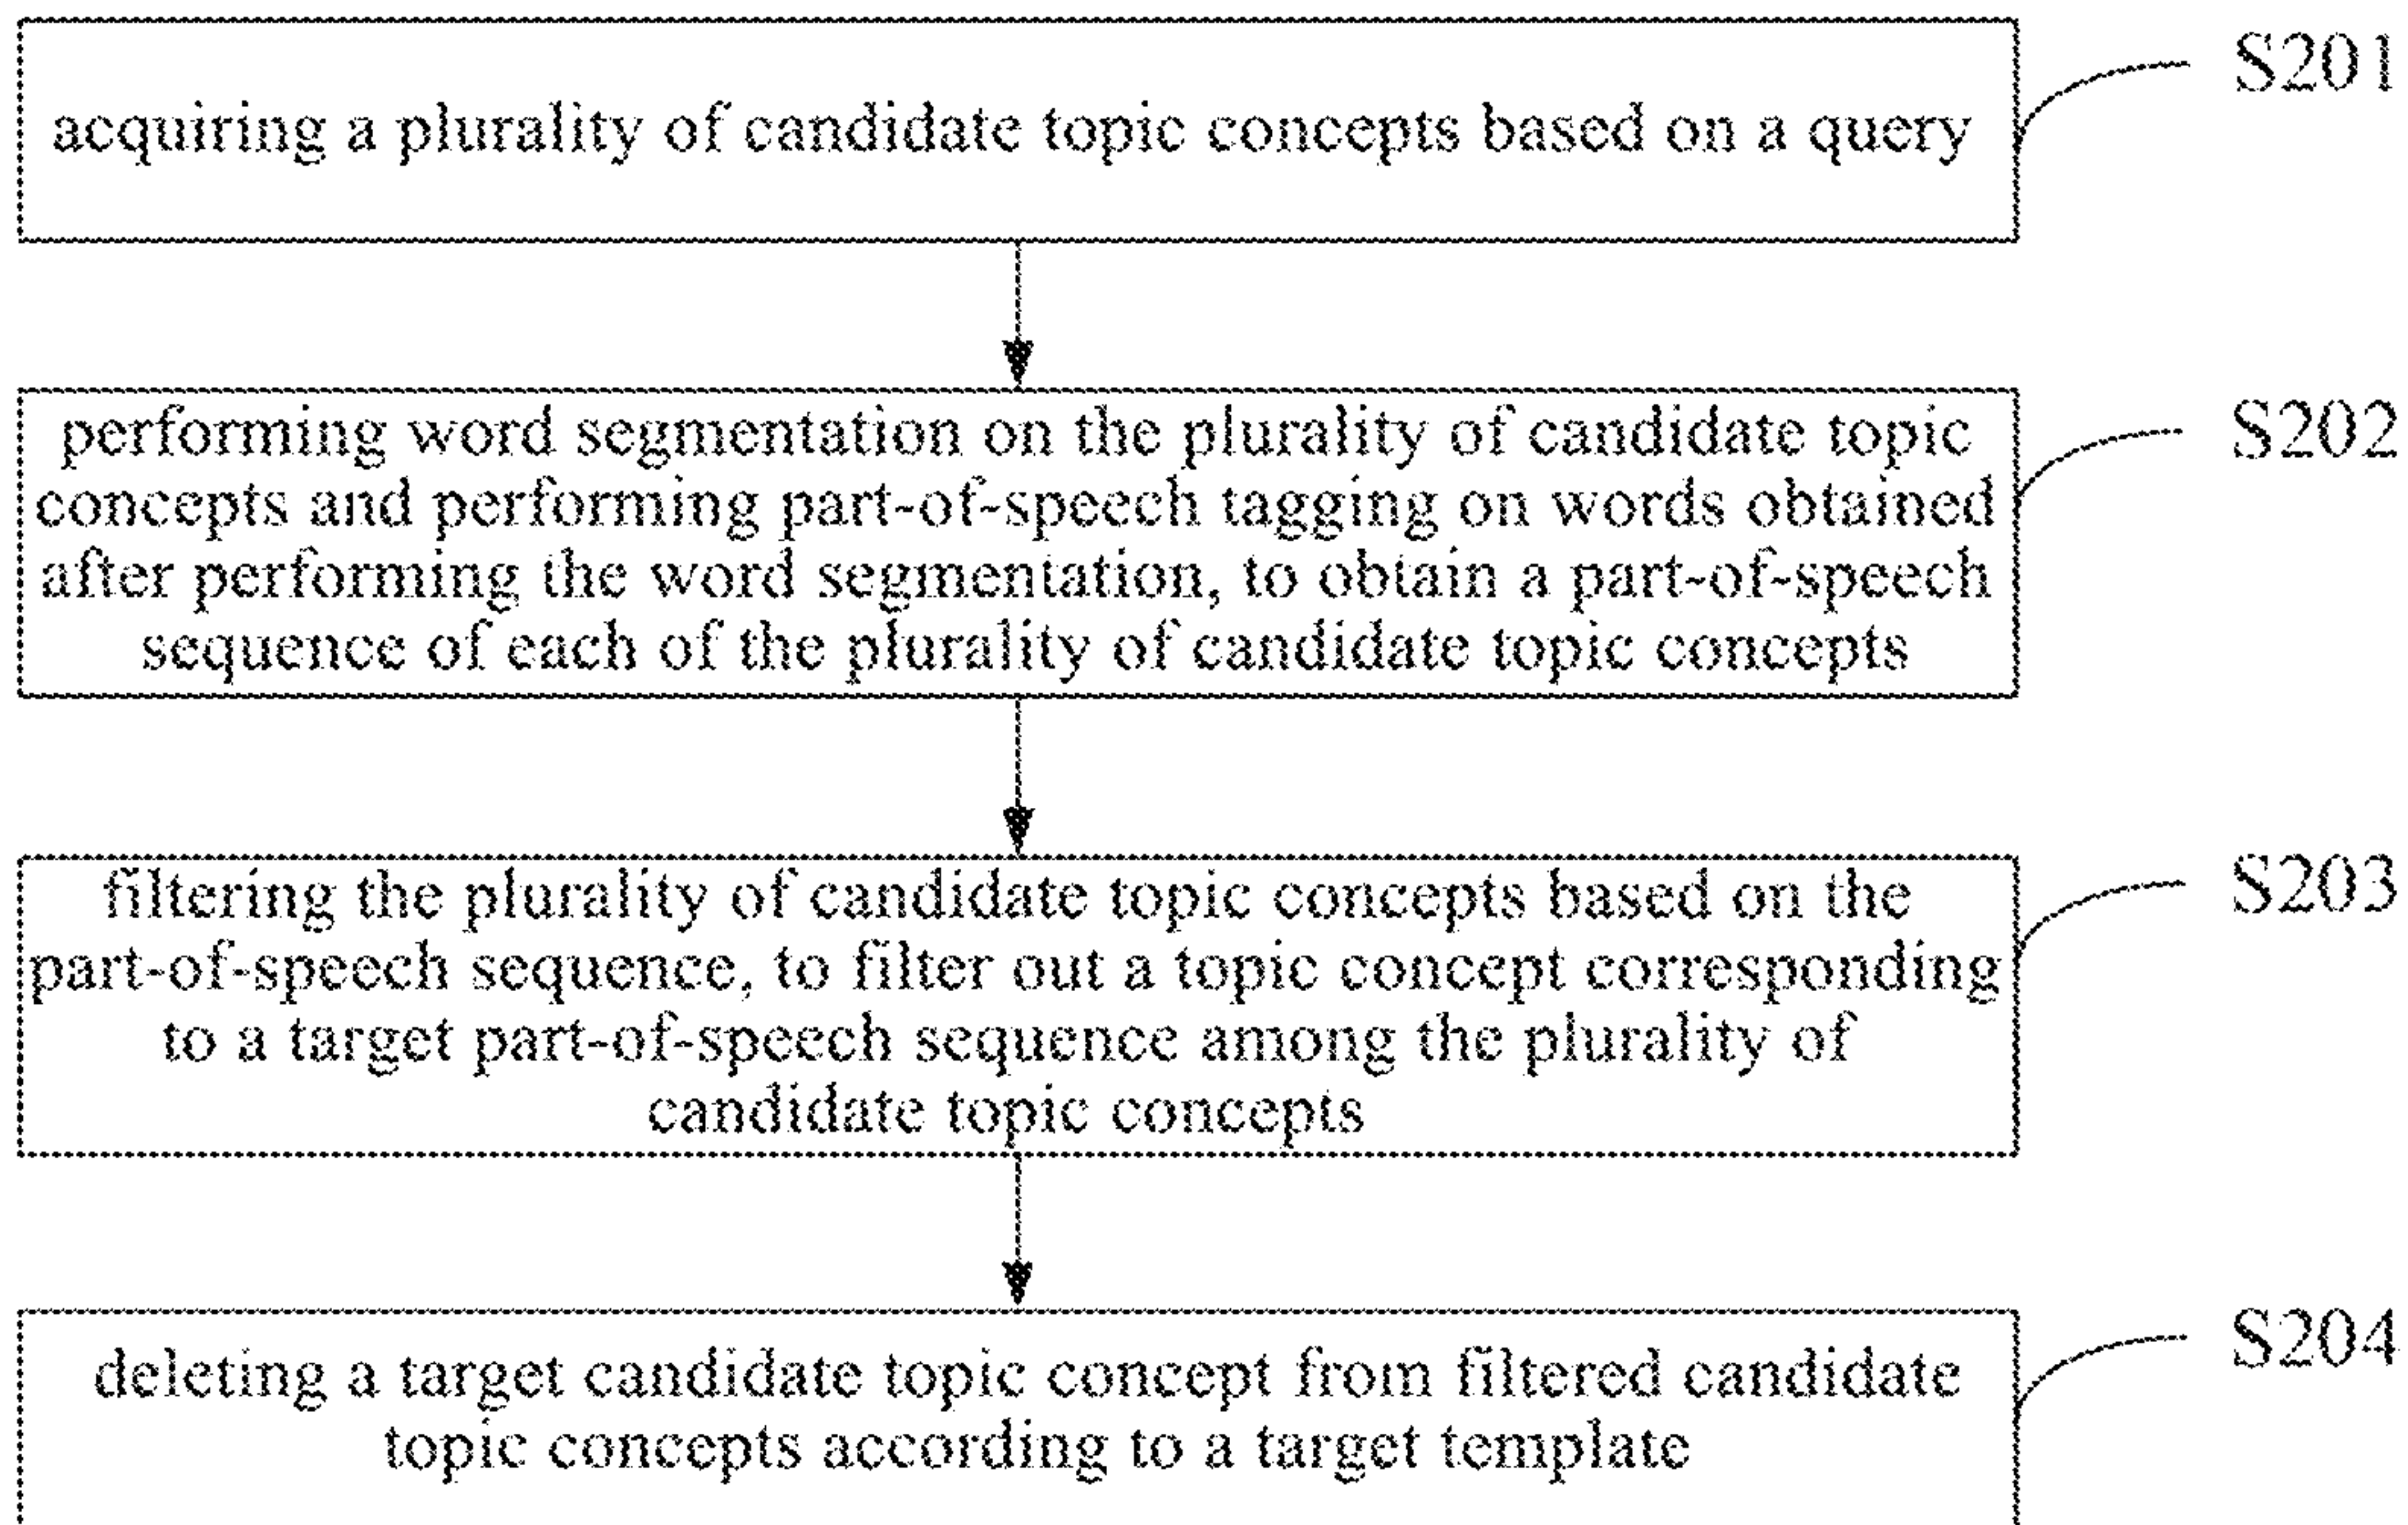 S201
acquiring a plurality of candidate topic concepts based on a query
S202
performing word segmentation on the plurality of candidate topic
concepts and performing part-of-speech tagging on words obtained
after performing the word segmentation, to obtain a part-of-speech
sequence of each of the plurality of candidate topic concepts
S203
filtering the plurality of candidate topic concepts based on the
part-of-speech sequence, to filter out a topic concept corresponding
to a target part-of-speech sequence among the plurality of
candidate topic concepts
S204
deleting a target candidate topic concept from filtered candidate
topic concepts according to a target template